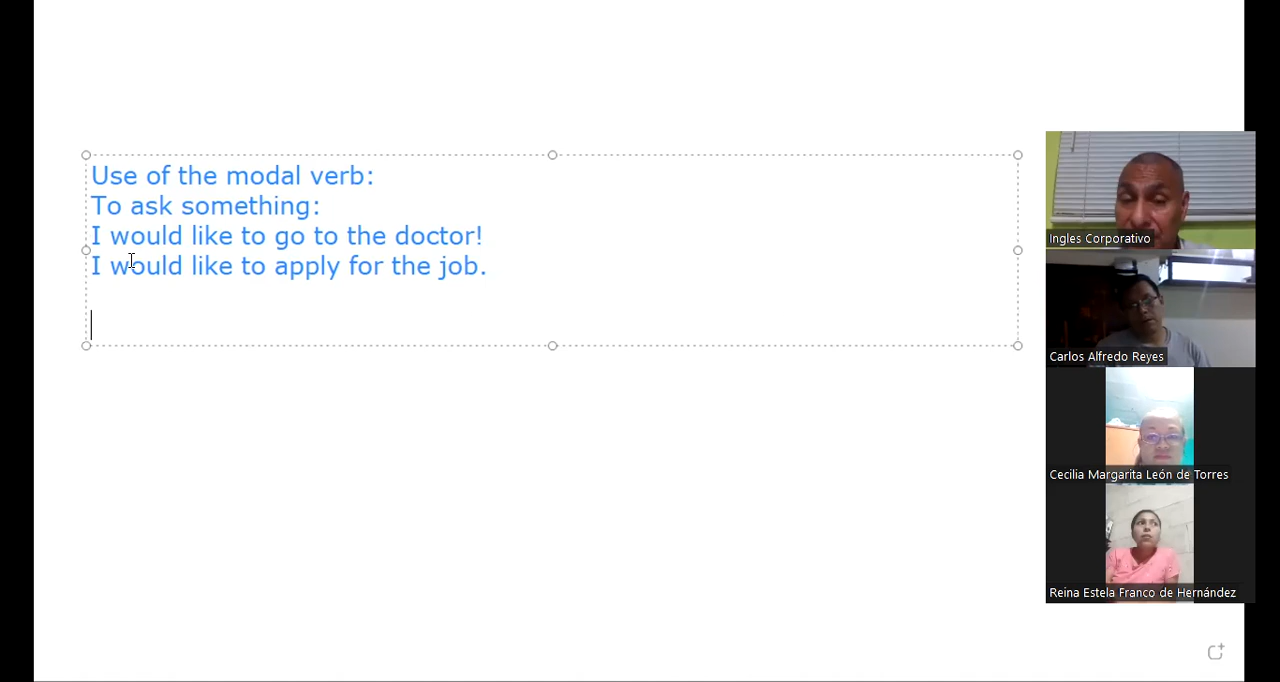 Use of the modal verb:
To ask something:
I would like to go to the doctor!
I would like to apply for the job.
Ingles Corporativo
Carlos Alfredo Reyes
Cecilia Margarita León de Torres
Reina Estela Franco de Hernández